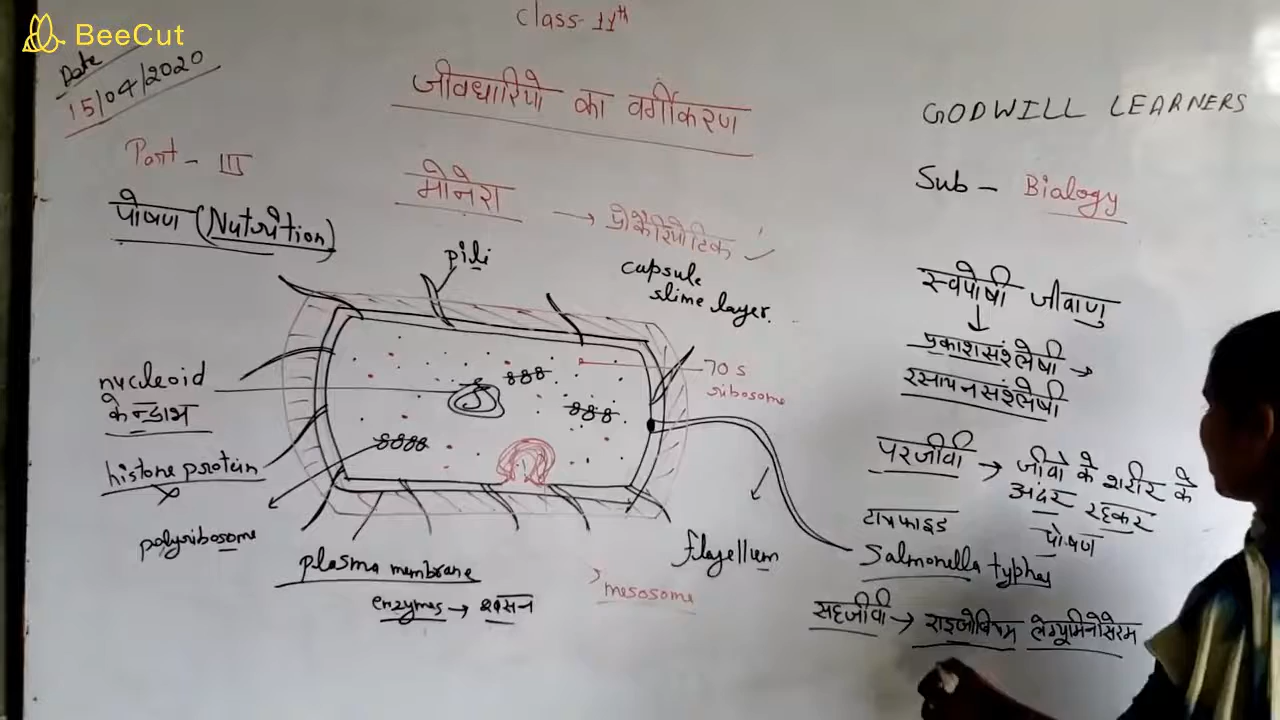 BeeCut
class-11th
Date
15/04/2020
जीवधारियो का वर्गीकरण
GODWILL LEARNERS
Part - III
मोनेरा → प्रोकैरियोटिक
Sub - Biology
पोषण (Nutrition)
pili
capsule
slime layer.
70 s
ribosome
nucleoid
केन्द्राभ
histone protein
polyribosome
plasma membrane
enzymes → श्वसन
mesosome
flagellum
स्वपोषी जीवाणु
प्रकाशसंश्लेषी →
रसायनसंश्लेषी
परजीवी → जीवो के शरीर के
अंदर रहकर
पोषण
टायफाइड
Salmonella typhes
सहजीवी → राइजोबियम लेग्यूमिनोसेरम